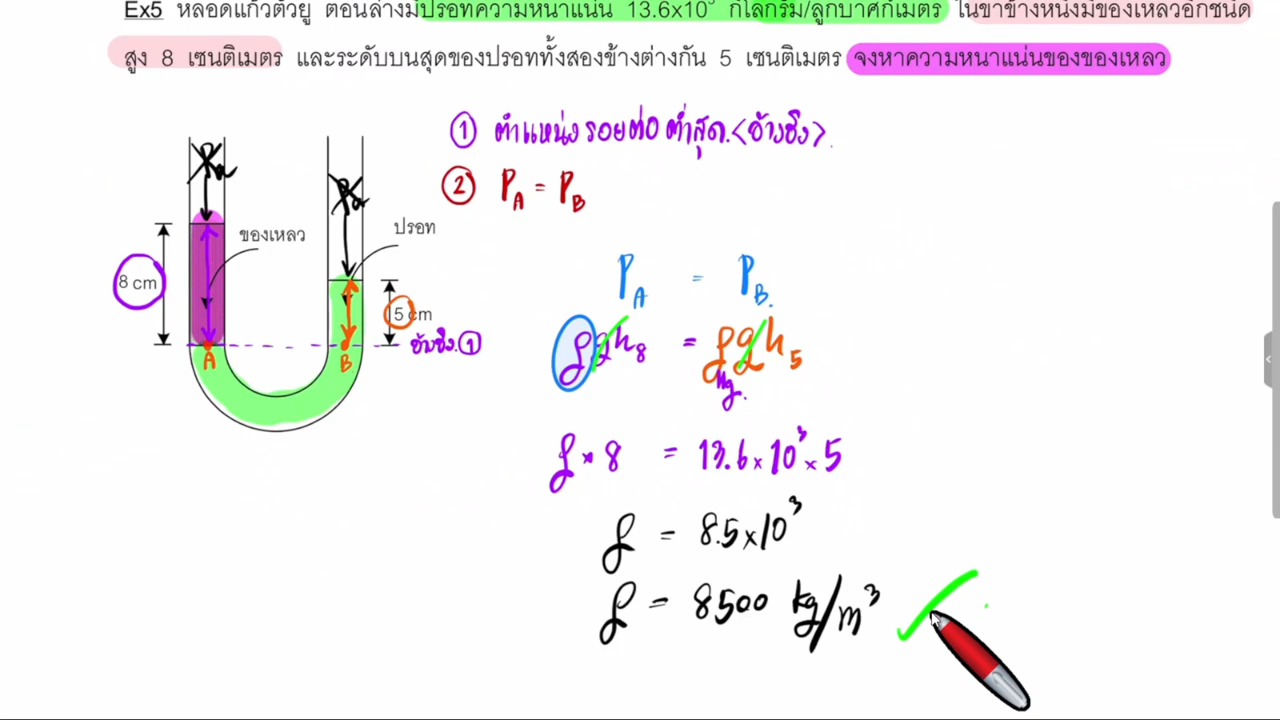 Ex5 หลอดแก้วตัวยู ตอนล่างมีปรอทความหนาแน่น 13.6x10³ กิโลกรัม/ลูกบาศก์เมตร ในขาข้างหนึ่งมีของเหลวอีกชนิด
สูง 8 เซนติเมตร และระดับบนสุดของปรอททั้งสองข้างต่างกัน 5 เซนติเมตร จงหาความหนาแน่นของของเหลว
① ตำแหน่งรอยต่อ ต่ำสุด <อ้างอิง>.
② P_A = P_B
Pa
Pa
ของเหลว
ปรอท
8 cm
5 cm
อ้างอิง ①
A
B
P_A = P_B.
ρgh₈ = ρgh₅
Hg.
ρ × 8 = 13.6 × 10³ × 5
ρ = 8.5 × 10³
ρ = 8500 kg/m³